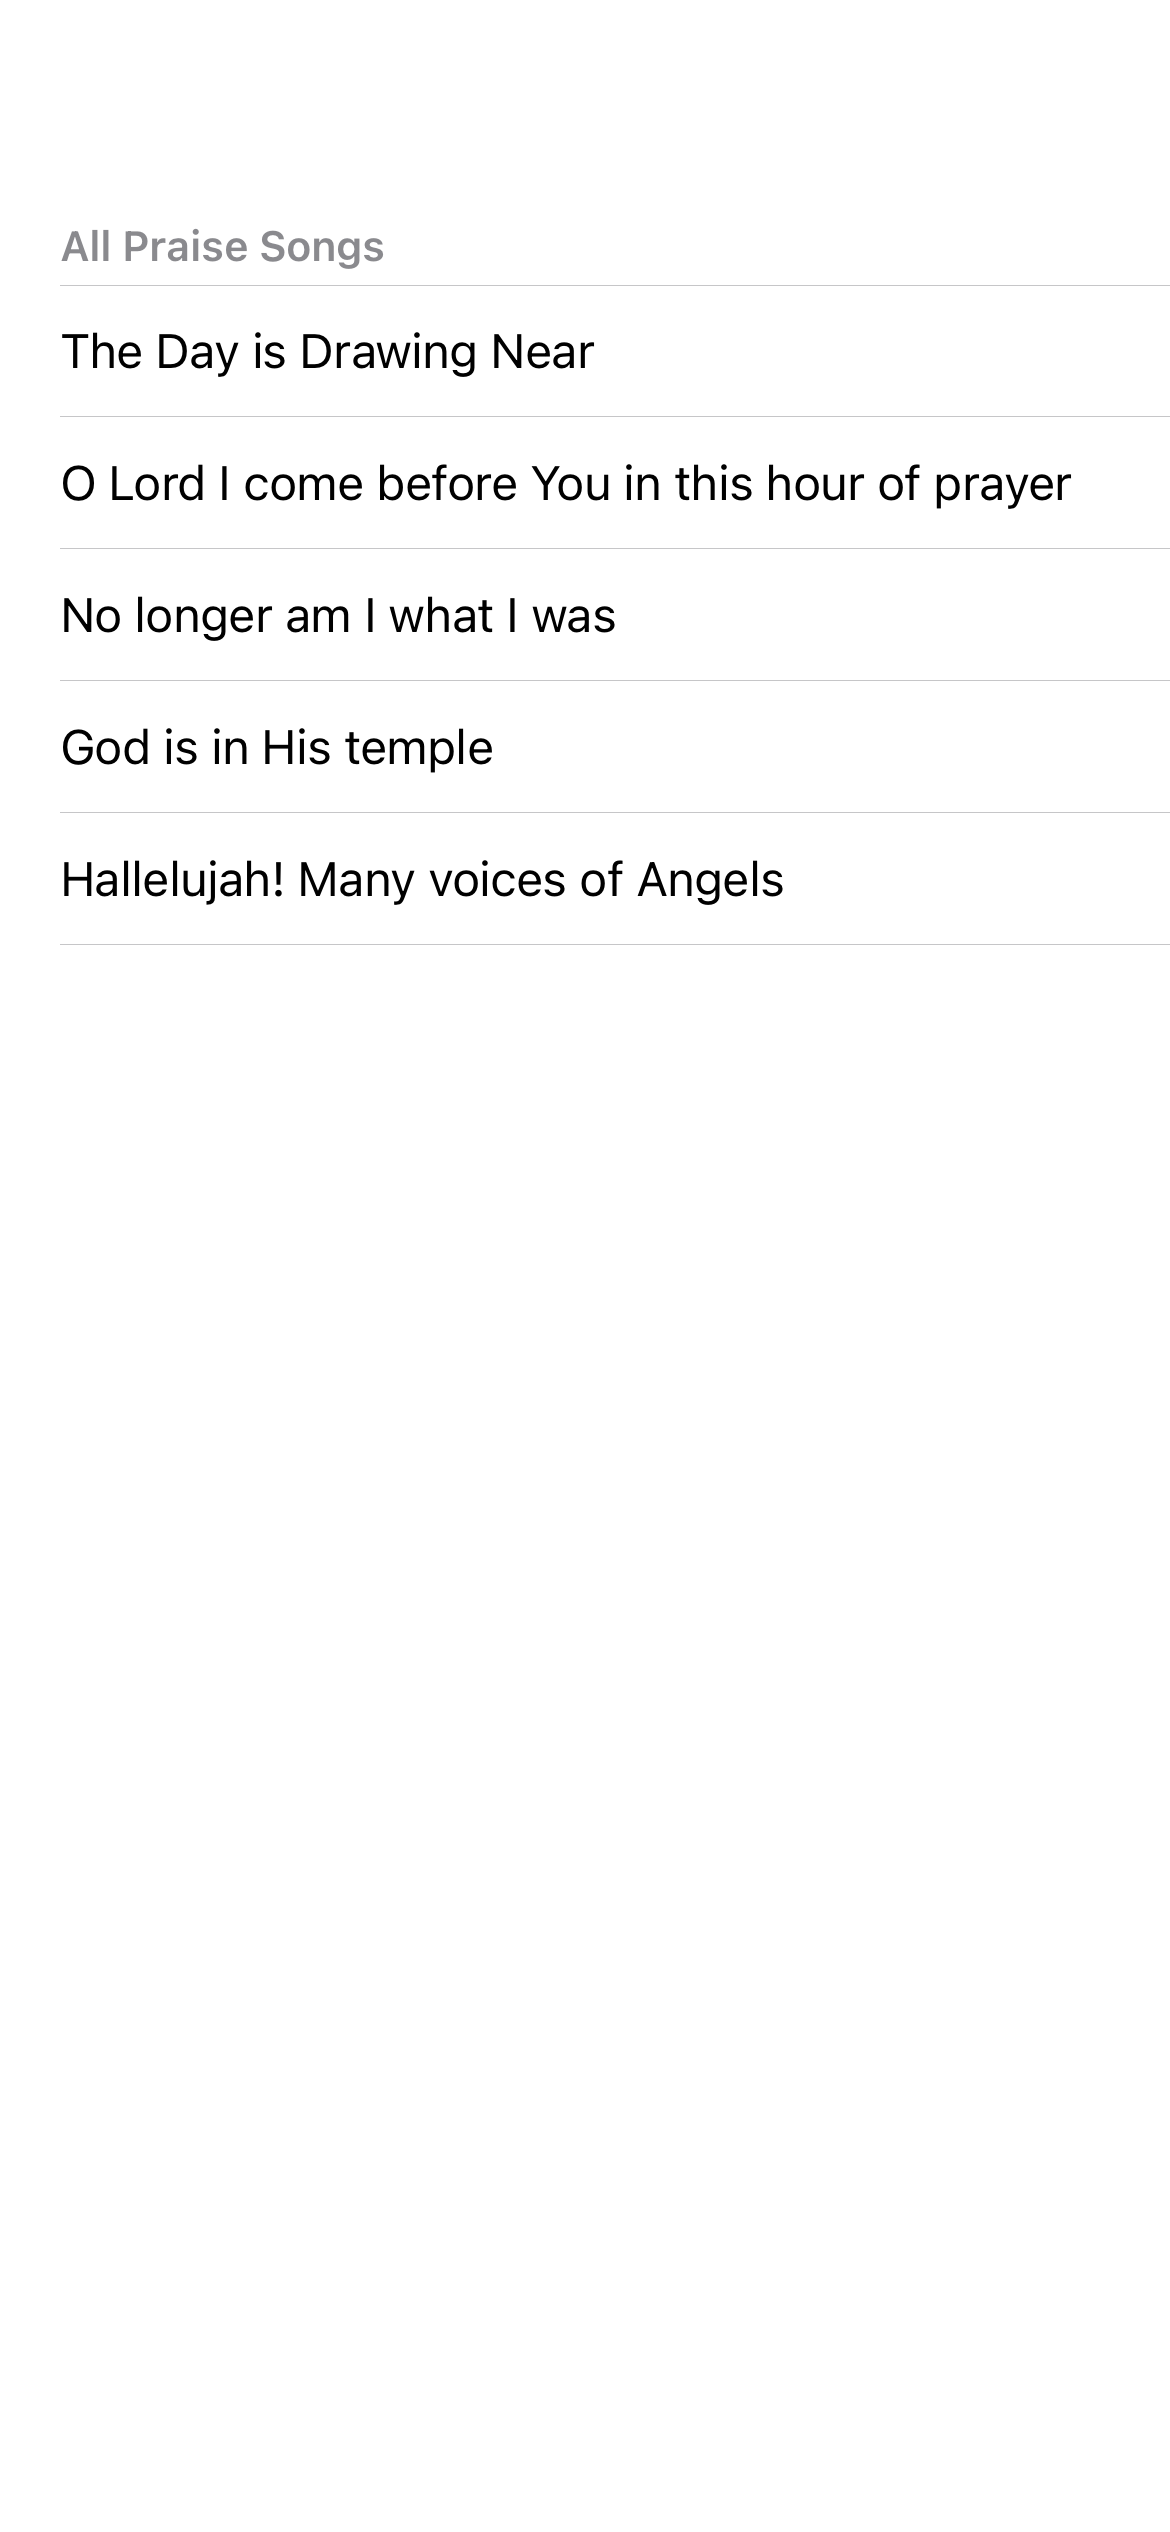 All Praise Songs
The Day is Drawing Near
O Lord I come before You in this hour of prayer
No longer am I what I was
God is in His temple
Hallelujah! Many voices of Angels